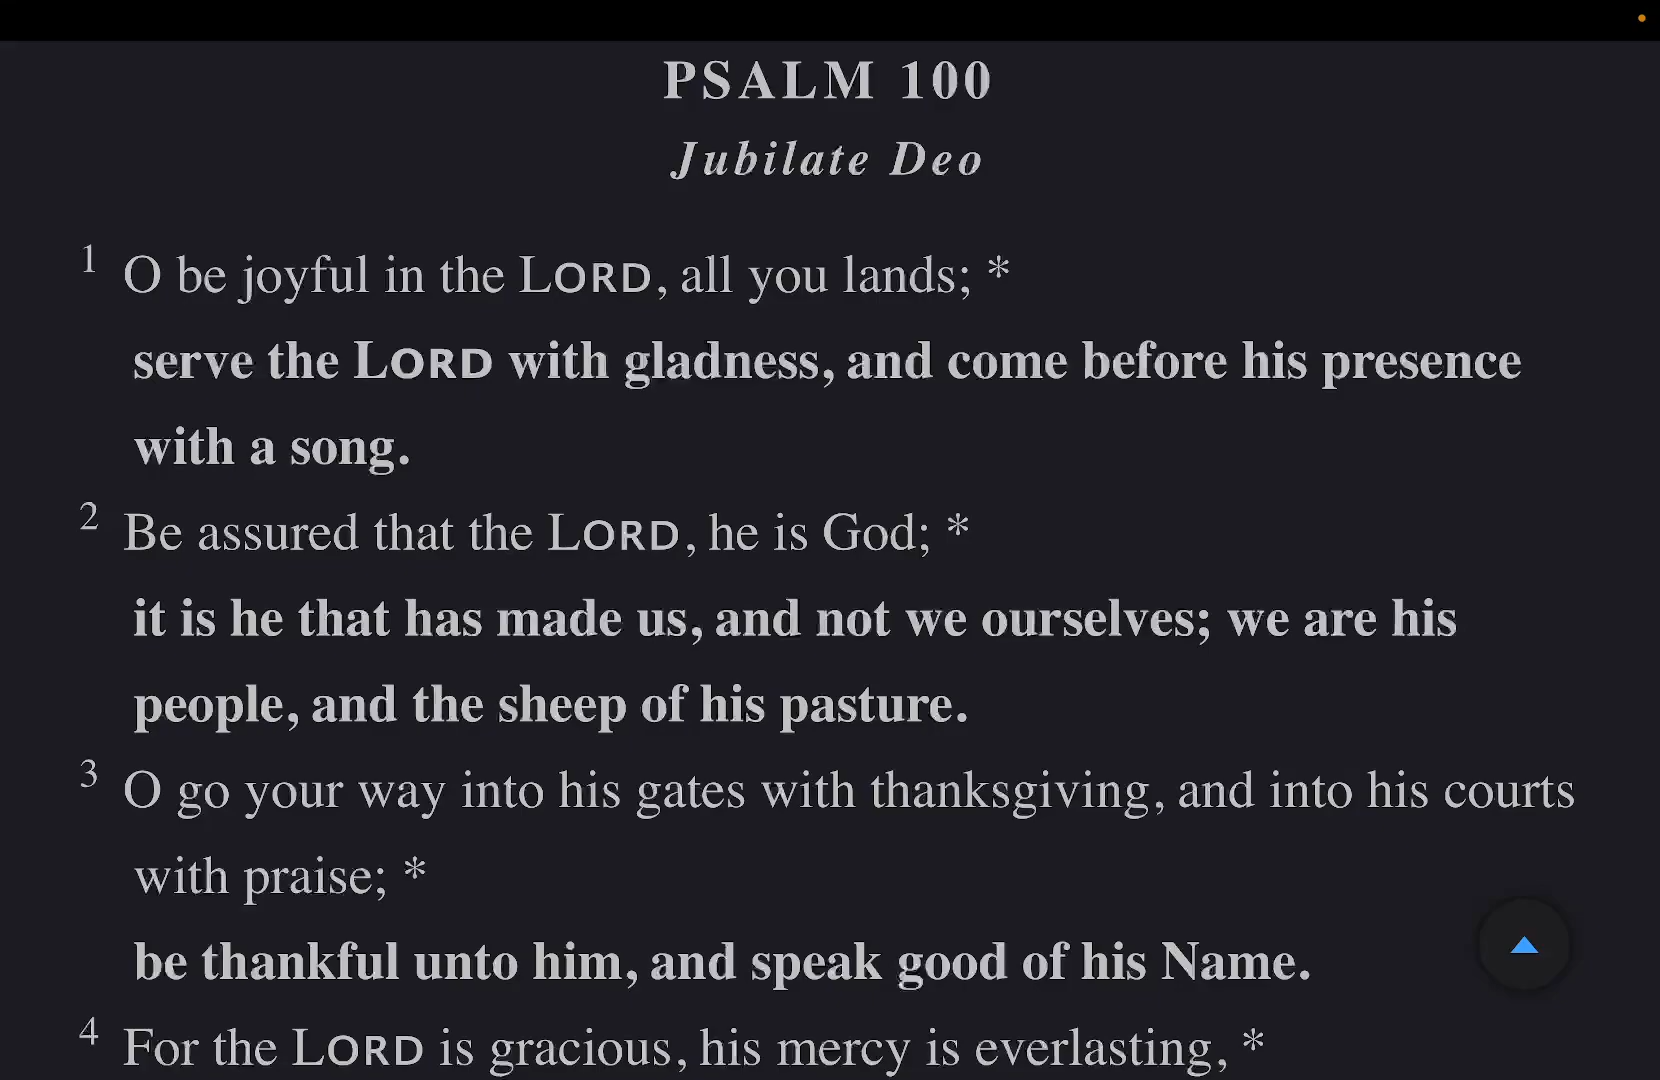 PSALM 100
Jubilate Deo
1 O be joyful in the LORD, all you lands; *
serve the LORD with gladness, and come before his presence
with a song.
2 Be assured that the LORD, he is God; *
it is he that has made us, and not we ourselves; we are his
people, and the sheep of his pasture.
3 O go your way into his gates with thanksgiving, and into his courts
with praise; *
be thankful unto him, and speak good of his Name.
4 For the LORD is gracious, his mercy is everlasting, *